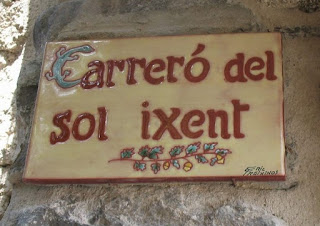 Carreró del
sol ixent